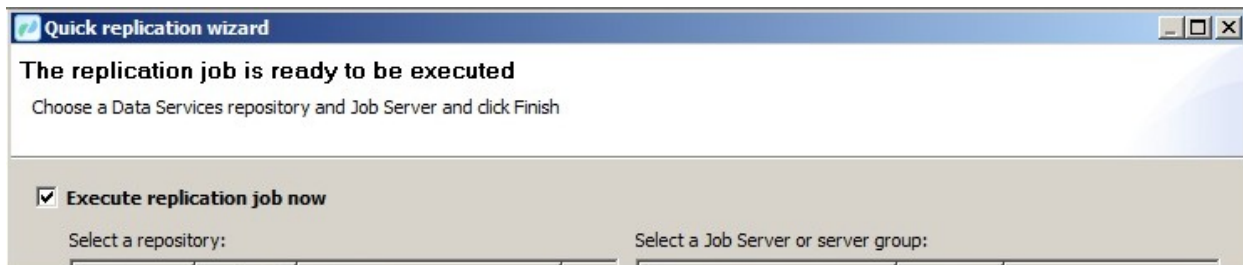 Quick replication wizard
The replication job is ready to be executed
Choose a Data Services repository and Job Server and click Finish
Execute replication job now
Select a repository: Select a Job Server or server group: